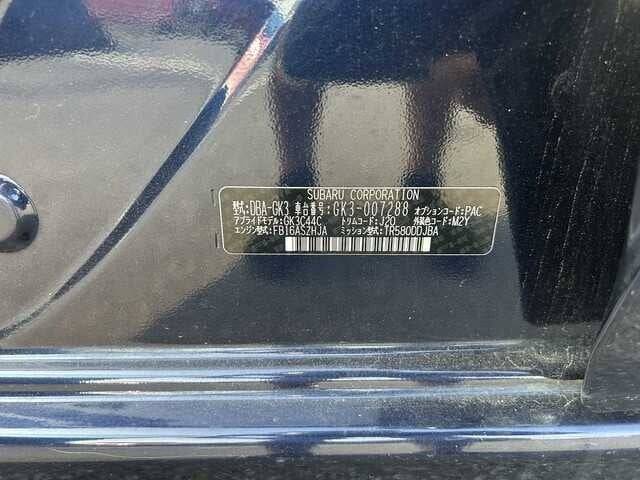 SUBARU CORPORATION
型式:DBA-GK3 車台番号:GK3-007288 オプションコード:PAC
アプライドモデル:GK3C44C トリムコード:J20 外装色コード:M2Y
エンジン型式:FB16AS2HJA ミッション型式:TR580DDJBA